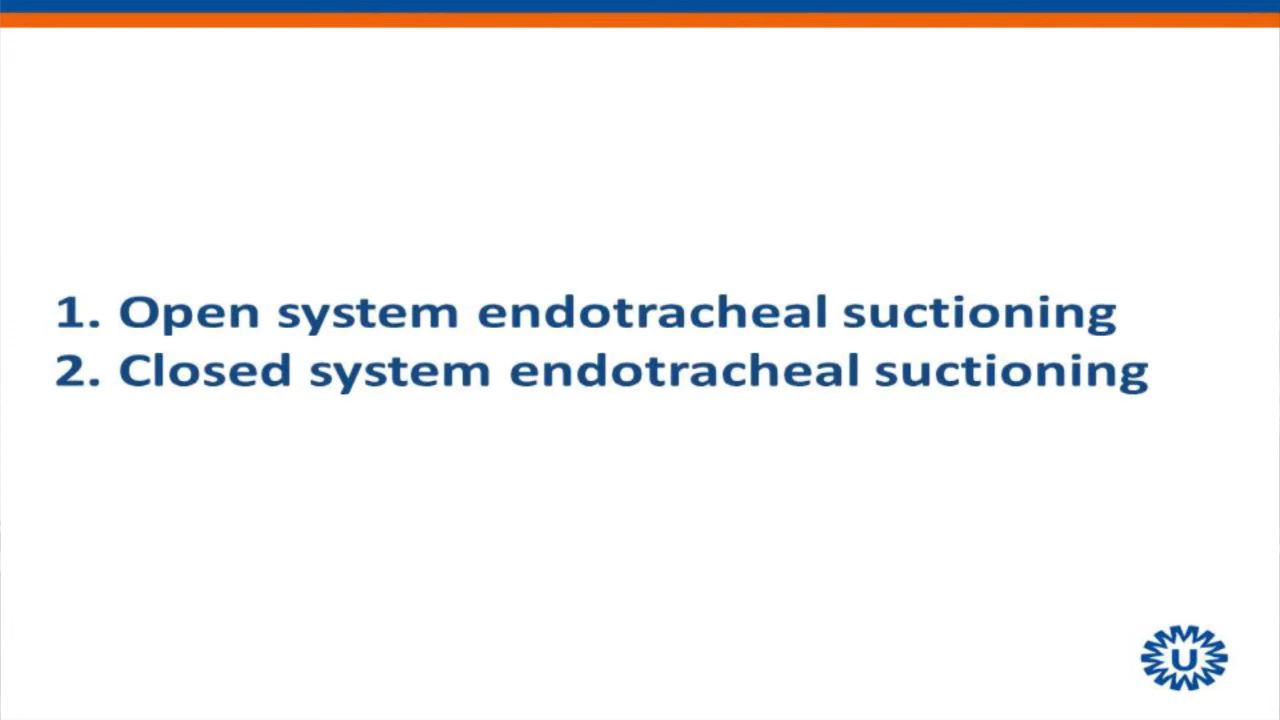 1. Open system endotracheal suctioning
2. Closed system endotracheal suctioning
U